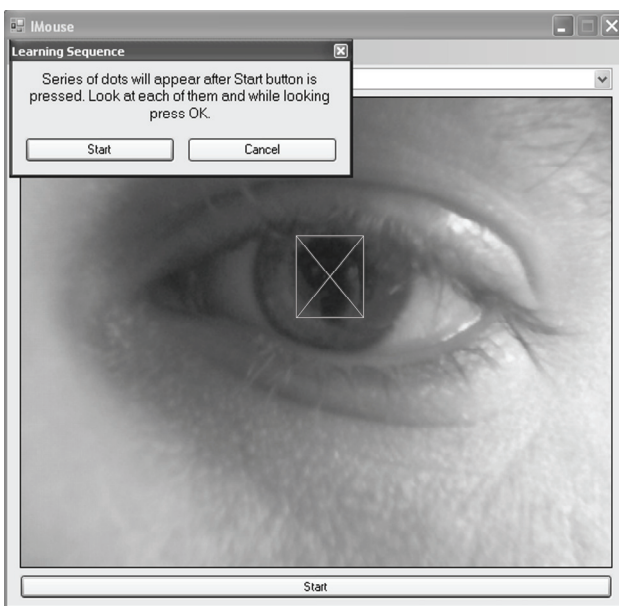 IMouse
Learning Sequence
Series of dots will appear after Start button is
pressed. Look at each of them and while looking
press OK.
Start Cancel
Start